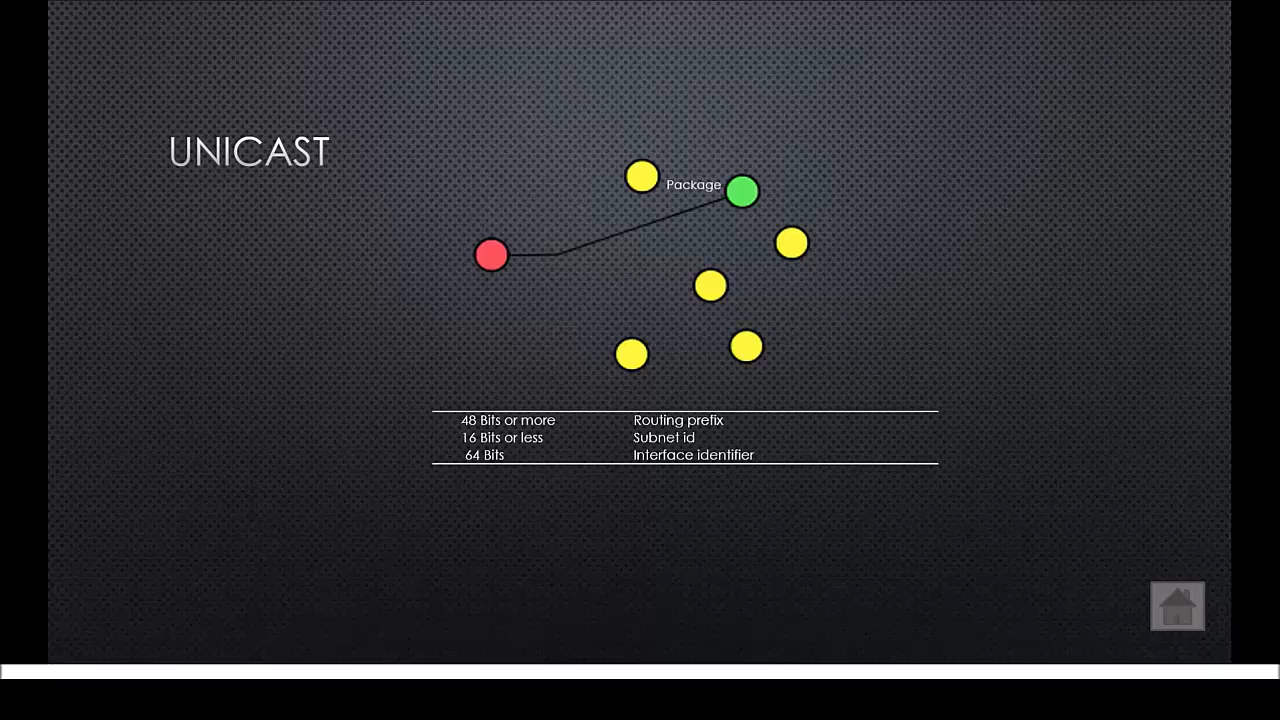 UNICAST
Package
48 Bits or more Routing prefix
16 Bits or less Subnet id
64 Bits Interface identifier